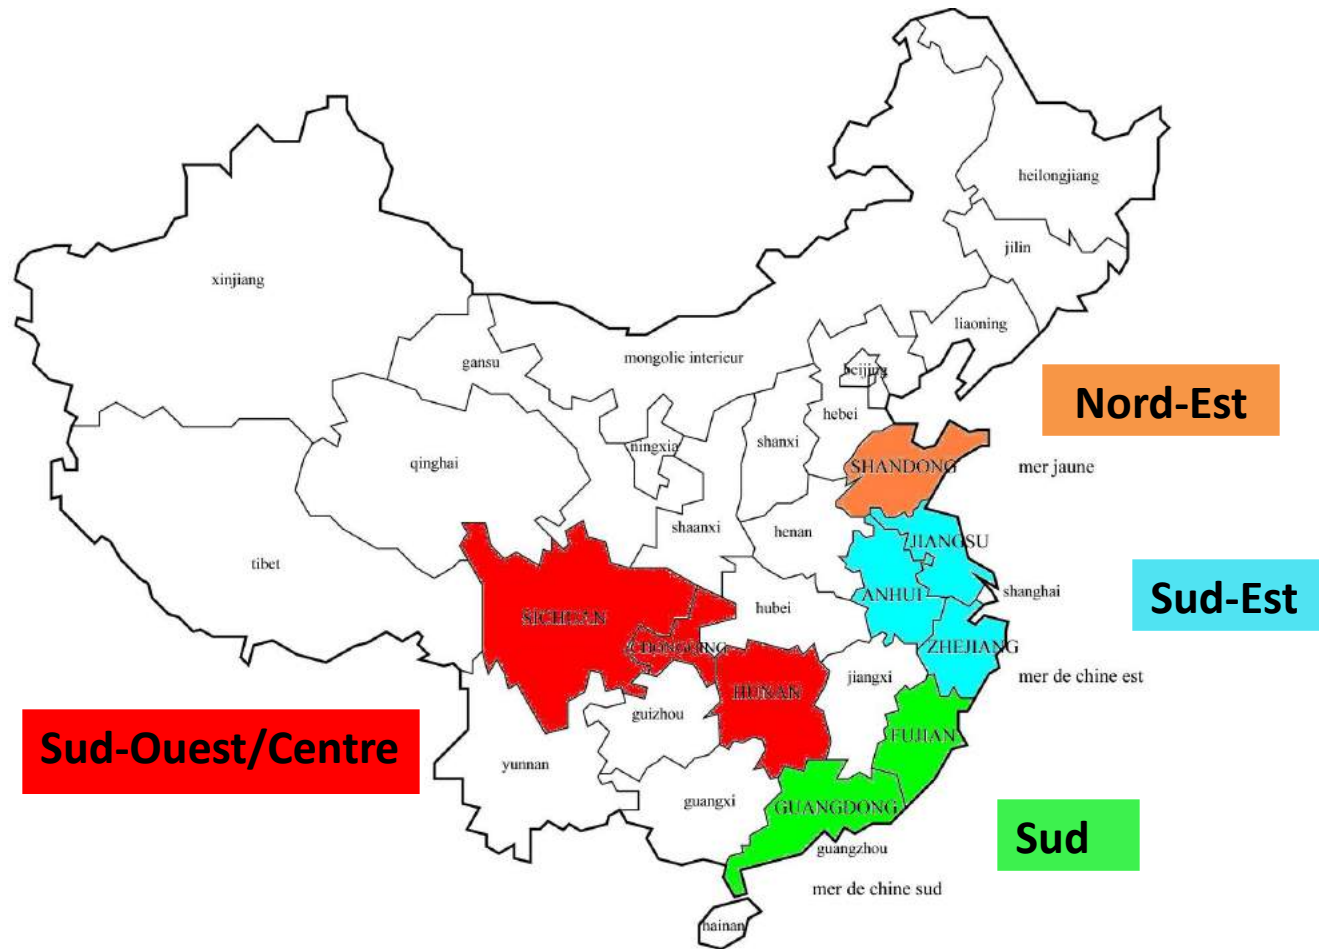 heilongjiang
jilin
xinjiang
liaoning
gansu
mongolie interieur
beijing
Nord-Est
hebei
shanxi
ningxia
qinghai
SHANDONG
mer jaune
shaanxi
henan
JIANGSU
tibet
shanghai
ANHUI
Sud-Est
hubei
SICHUAN
CHONGQING
ZHEJIANG
mer de chine est
jiangxi
HUNAN
guizhou
FUJIAN
Sud-Ouest/Centre
yunnan
guangxi
GUANGDONG
Sud
guangzhou
mer de chine sud
hainan